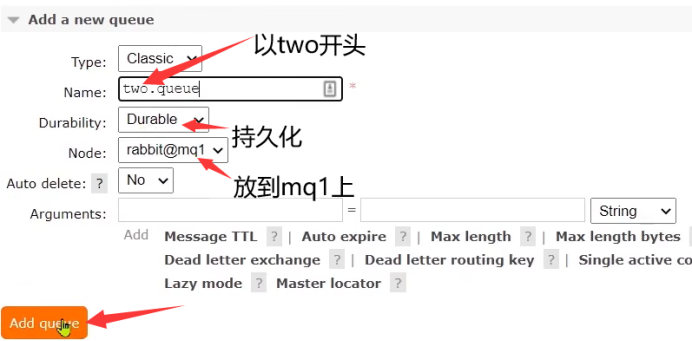 Add a new queue
以two开头
Type: Classic
Name: two.queue *
Durability: Durable
持久化
Node: rabbit@mq1
放到mq1上
Auto delete: ? No
Arguments: = String
Add Message TTL ? | Auto expire ? | Max length ? | Max length bytes
Dead letter exchange ? | Dead letter routing key ? | Single active co
Lazy mode ? Master locator ?
Add queue